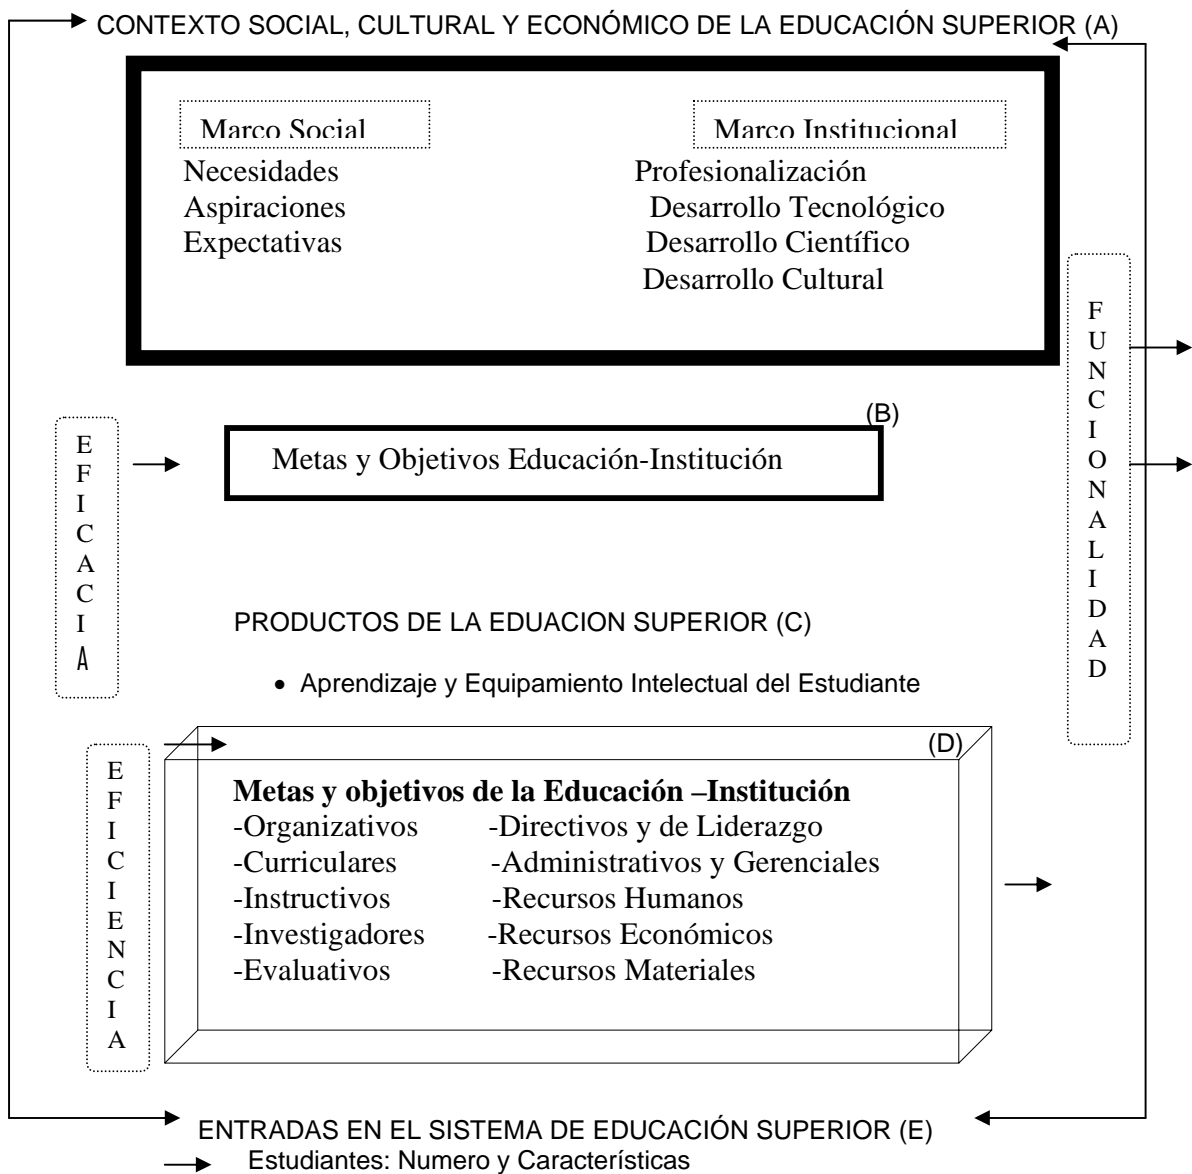 CONTEXTO SOCIAL, CULTURAL Y ECONÓMICO DE LA EDUCACIÓN SUPERIOR (A)
Marco Social
Marco Institucional
Necesidades
Profesionalización
Aspiraciones
Desarrollo Tecnológico
Expectativas
Desarrollo Científico
Desarrollo Cultural
FUNCIONALIDAD
EFICACIA
(B)
Metas y Objetivos Educación-Institución
PRODUCTOS DE LA EDUACION SUPERIOR (C)
• Aprendizaje y Equipamiento Intelectual del Estudiante
EFICIENCIA
(D)
Metas y objetivos de la Educación –Institución
-Organizativos -Directivos y de Liderazgo
-Curriculares -Administrativos y Gerenciales
-Instructivos -Recursos Humanos
-Investigadores -Recursos Económicos
-Evaluativos -Recursos Materiales
ENTRADAS EN EL SISTEMA DE EDUCACIÓN SUPERIOR (E)
Estudiantes: Numero y Características